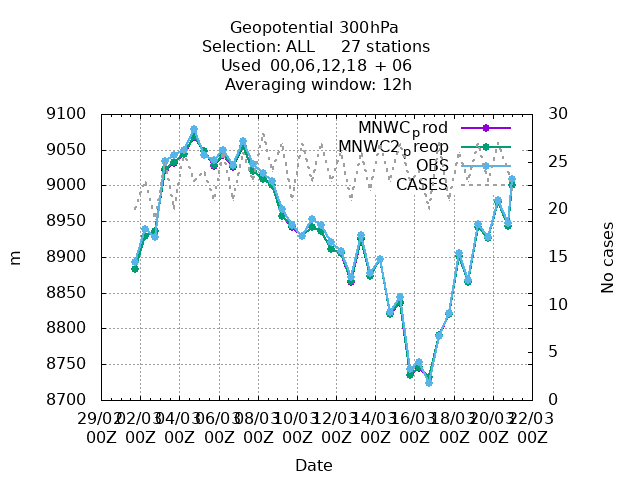 Geopotential 300hPa
Selection: ALL 27 stations
Used 00,06,12,18 + 06
Averaging window: 12h
9100
9050
9000
8950
8900
8850
8800
8750
8700
m
30
25
20
15
10
5
0
No cases
MNWCprod
MNWC2preop
OBS
CASES
29/02 02/03 04/03 06/03 08/03 10/03 12/03 14/03 16/03 18/03 20/03 22/03
00Z 00Z 00Z 00Z 00Z 00Z 00Z 00Z 00Z 00Z 00Z 00Z
Date